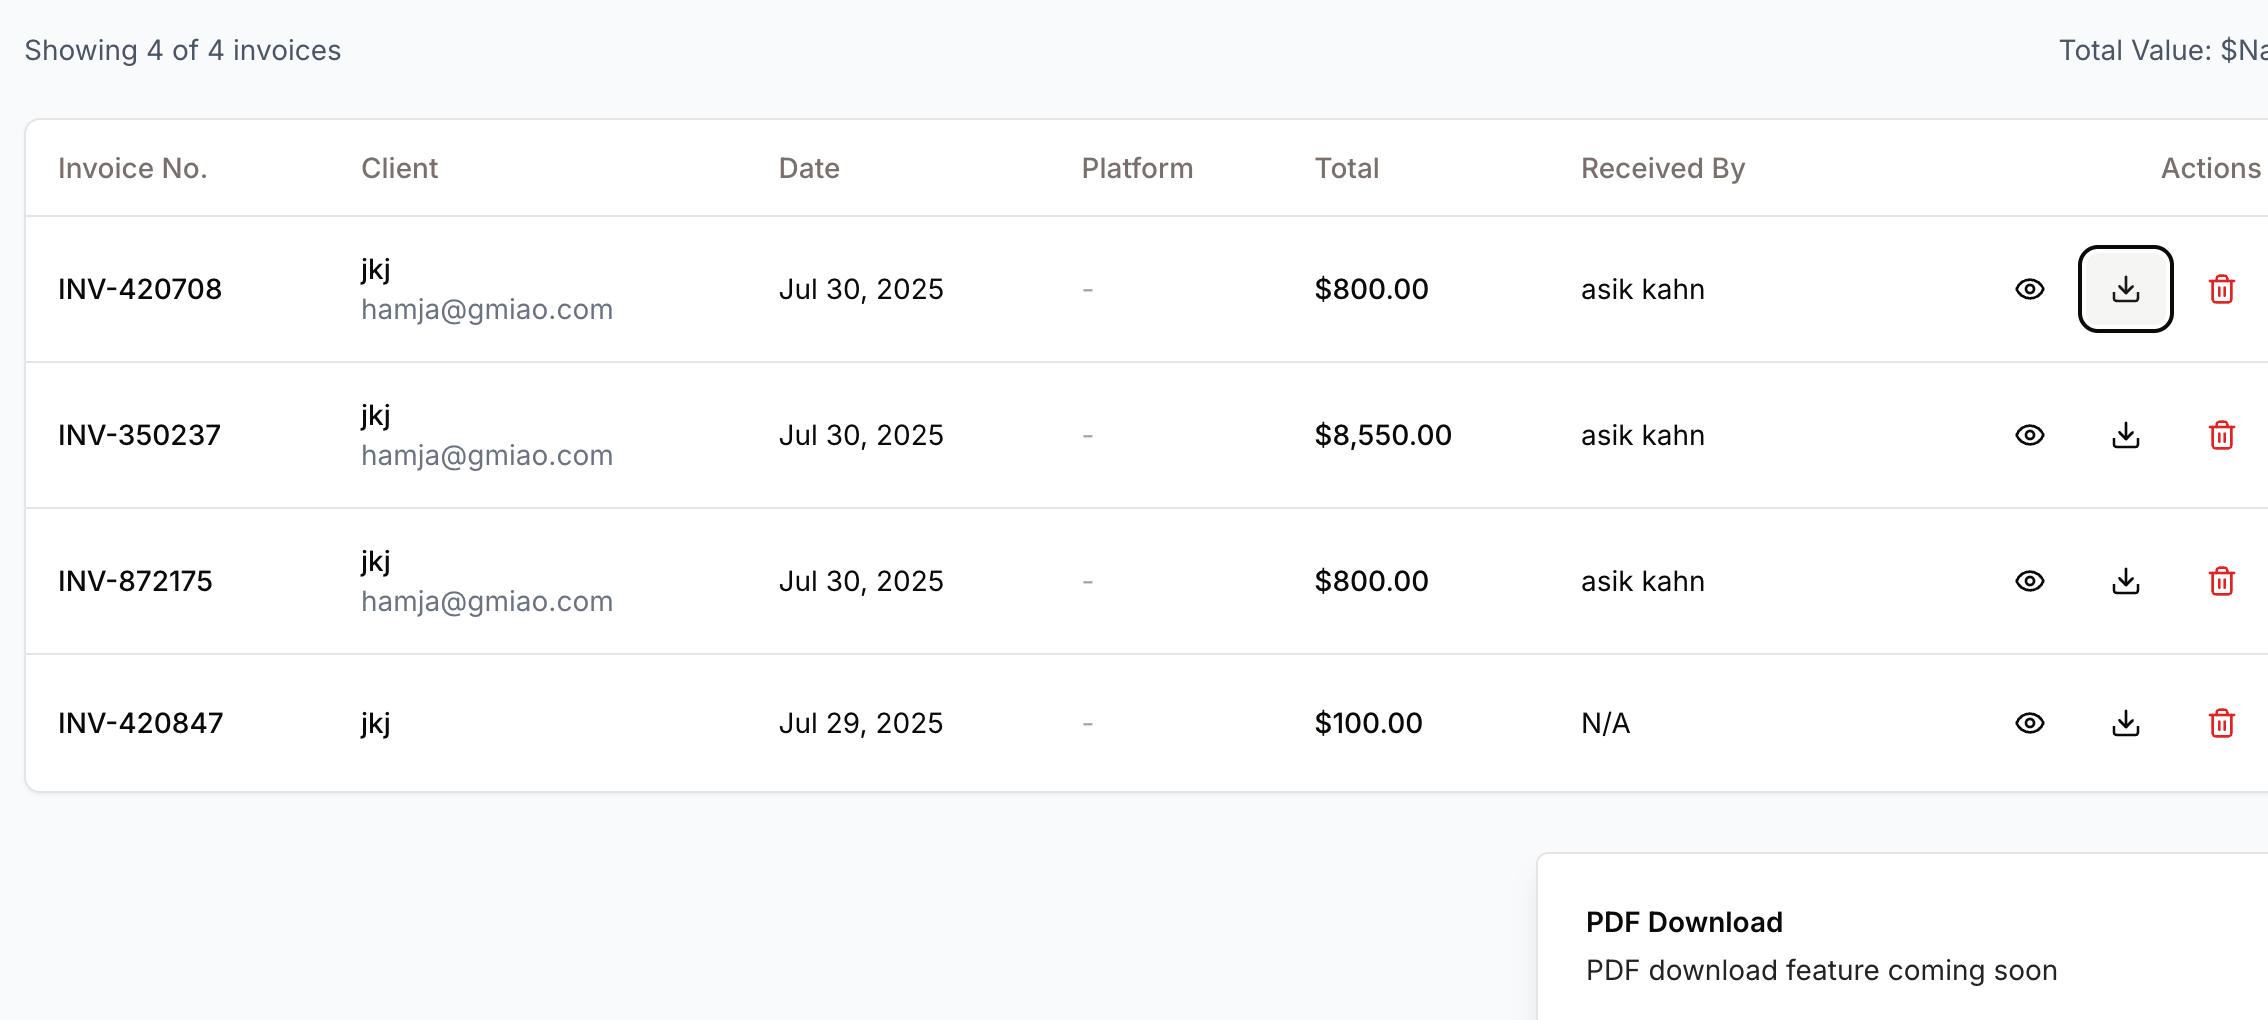 Showing 4 of 4 invoices
Total Value: $Na
Invoice No. Client Date Platform Total Received By Actions
INV-420708 jkj hamja@gmiao.com Jul 30, 2025 - $800.00 asik kahn
INV-350237 jkj hamja@gmiao.com Jul 30, 2025 - $8,550.00 asik kahn
INV-872175 jkj hamja@gmiao.com Jul 30, 2025 - $800.00 asik kahn
INV-420847 jkj Jul 29, 2025 - $100.00 N/A
PDF Download
PDF download feature coming soon